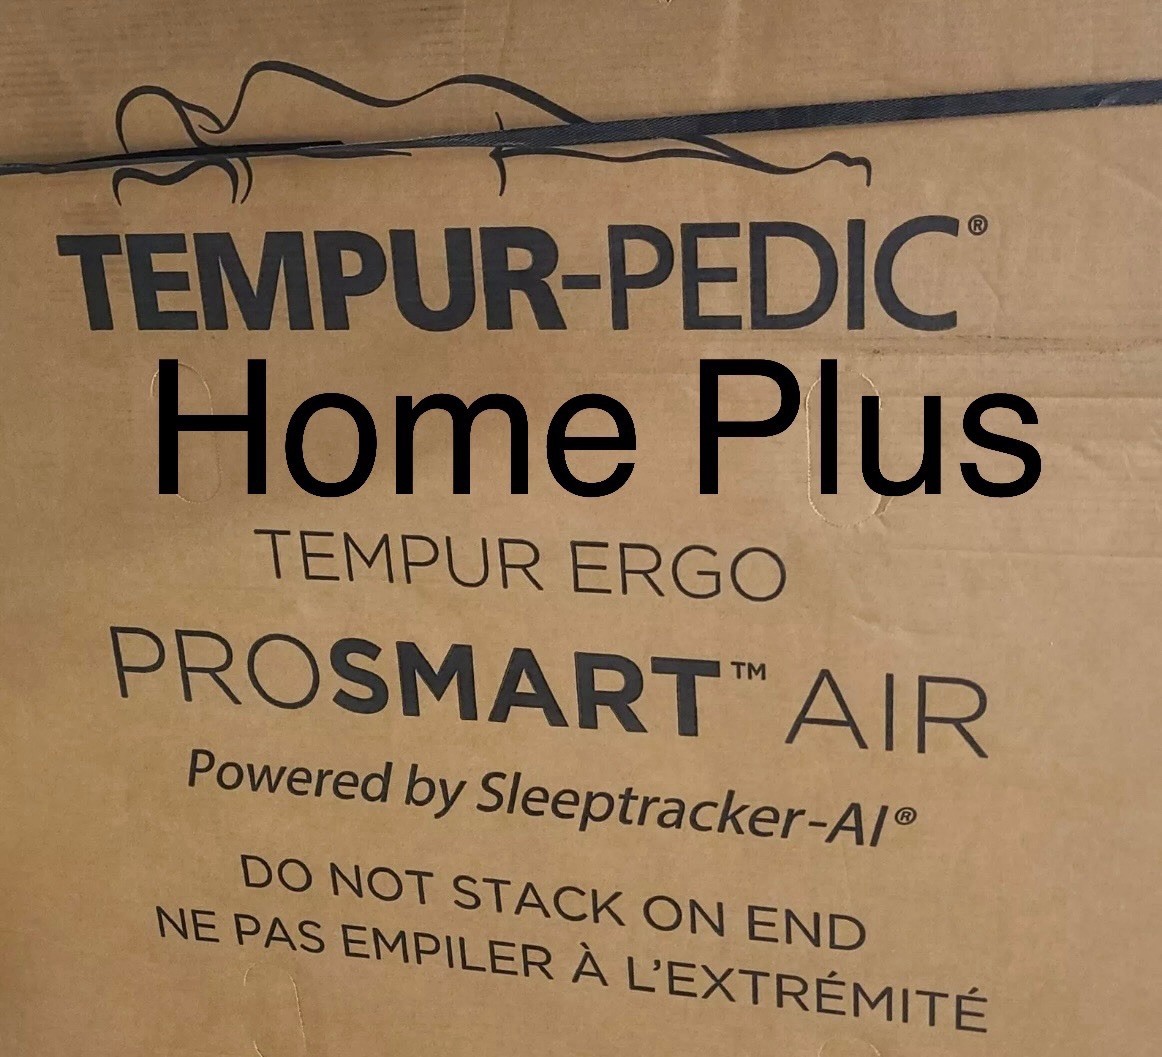 TEMPUR-PEDIC®
Home Plus
TEMPUR ERGO
PROSMART™ AIR
Powered by Sleeptracker-AI®
DO NOT STACK ON END
NE PAS EMPILER À L'EXTRÉMITÉ